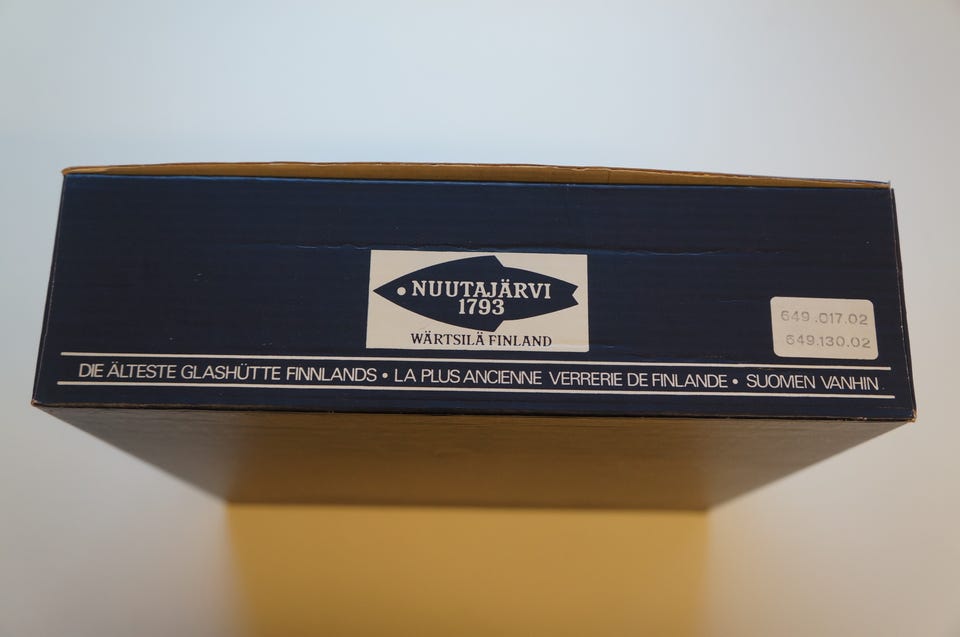 NUUTAJÄRVI
1793
WÄRTSILÄ FINLAND
649.017.02
649.130.02
DIE ÄLTESTE GLASHÜTTE FINNLANDS • LA PLUS ANCIENNE VERRERIE DE FINLANDE • SUOMEN VANHIN